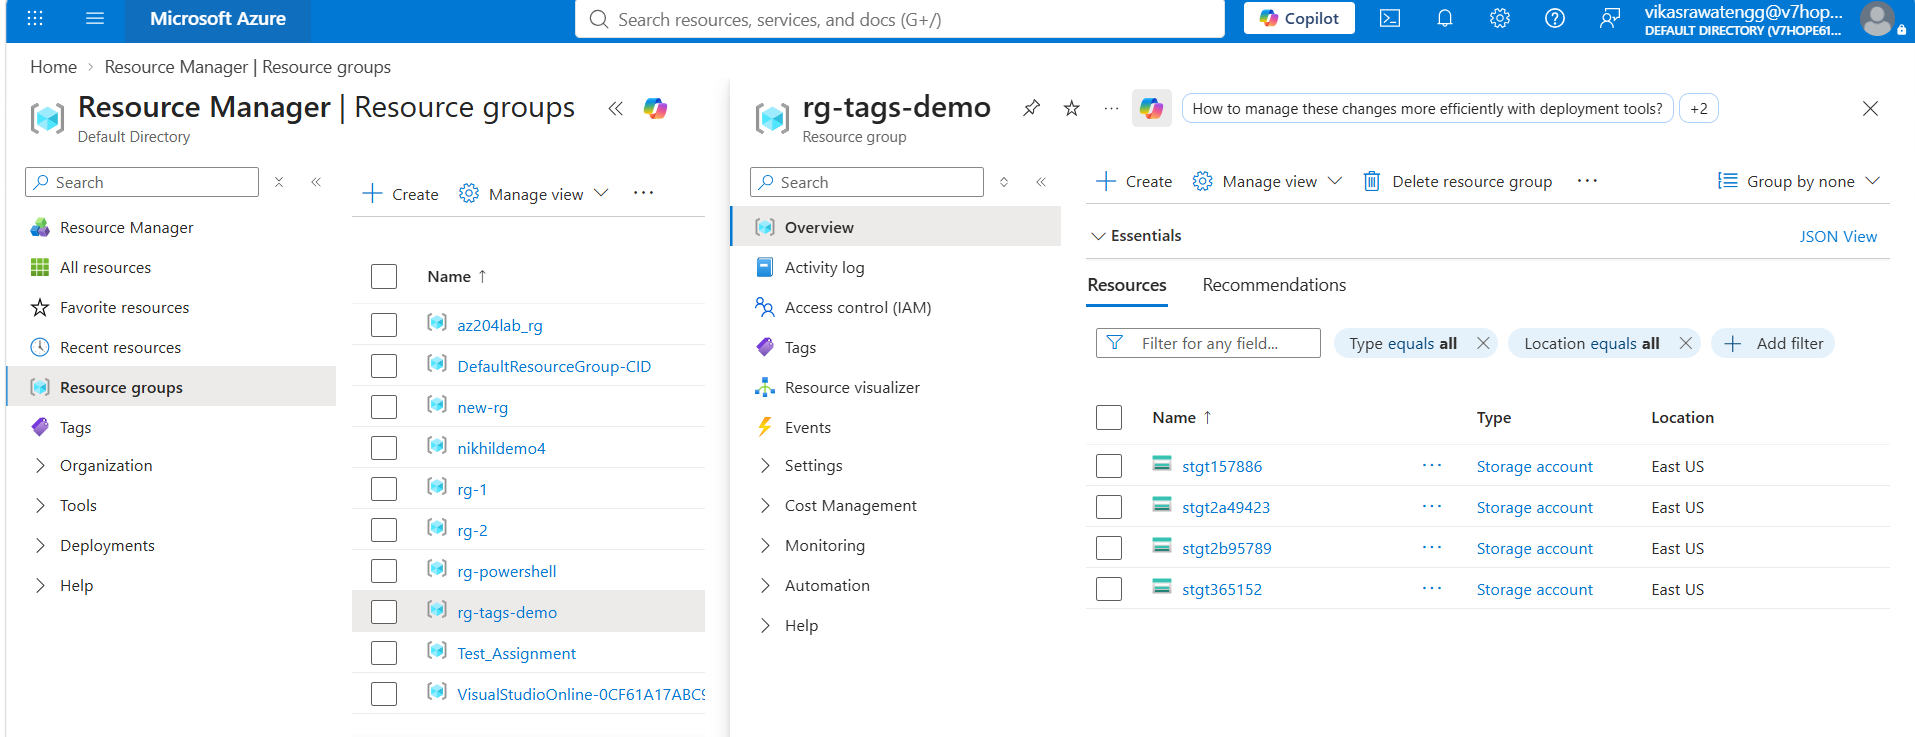 Microsoft Azure
Search resources, services, and docs (G+/)
Copilot
vikasrawatengg@v7hop...
DEFAULT DIRECTORY (V7HOPE61...
Home > Resource Manager | Resource groups
Resource Manager | Resource groups
Default Directory
Search
Resource Manager
All resources
Favorite resources
Recent resources
Resource groups
Tags
Organization
Tools
Deployments
Help
Create
Manage view
Name ↑
az204lab_rg
DefaultResourceGroup-CID
new-rg
nikhildemo4
rg-1
rg-2
rg-powershell
rg-tags-demo
Test_Assignment
VisualStudioOnline-0CF61A17ABC9
rg-tags-demo
Resource group
How to manage these changes more efficiently with deployment tools?
+2
Search
Overview
Activity log
Access control (IAM)
Tags
Resource visualizer
Events
Settings
Cost Management
Monitoring
Automation
Help
Create
Manage view
Delete resource group
Group by none
Essentials
JSON View
Resources
Recommendations
Filter for any field...
Type equals all
Location equals all
Add filter
Name ↑ Type Location
stgt157886 ... Storage account East US
stgt2a49423 ... Storage account East US
stgt2b95789 ... Storage account East US
stgt365152 ... Storage account East US